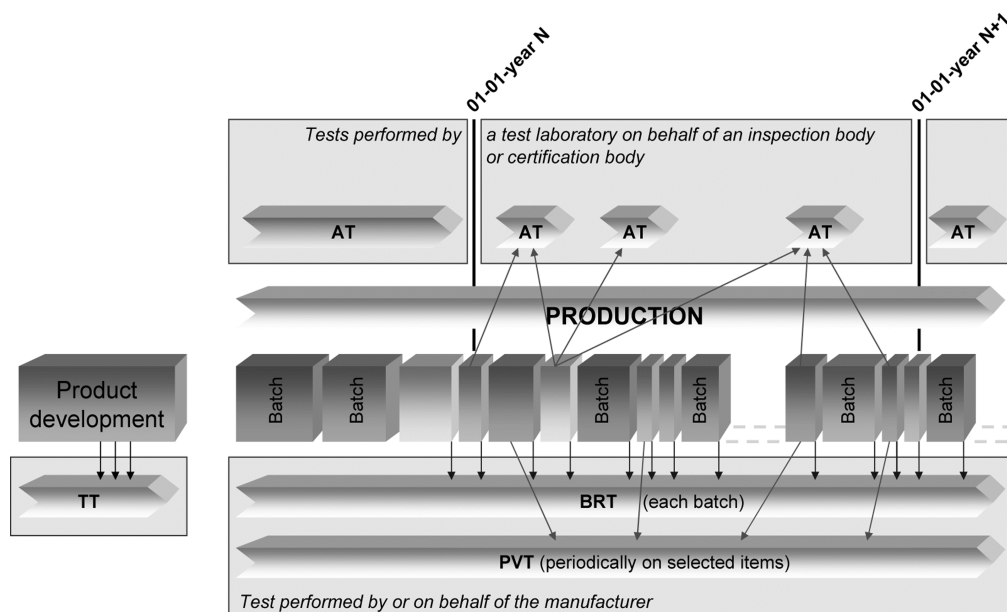 01-01-year N
01-01-year N+1
Tests performed by
a test laboratory on behalf of an inspection body
or certification body
AT
AT
AT
AT
AT
PRODUCTION
Product
development
Batch
Batch
Batch
Batch
Batch
Batch
TT
BRT (each batch)
PVT (periodically on selected items)
Test performed by or on behalf of the manufacturer